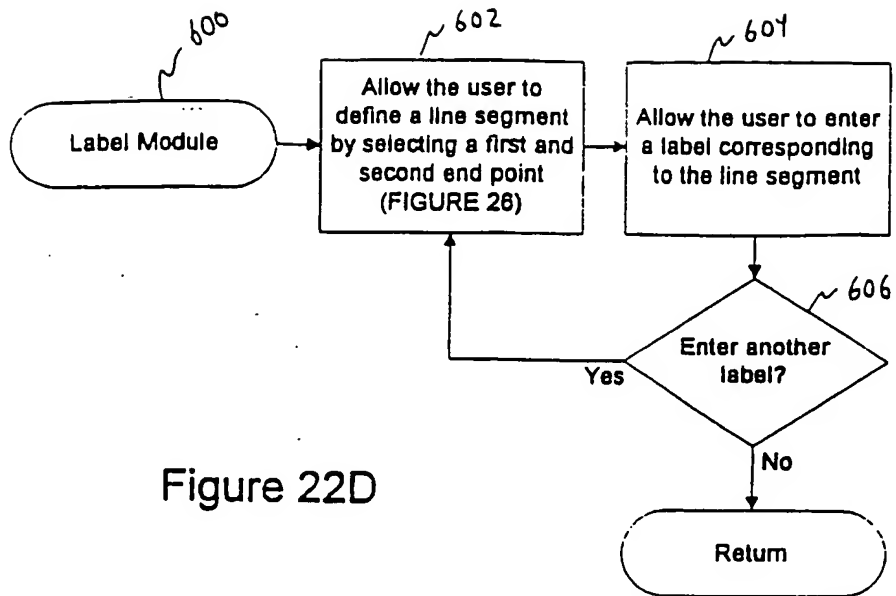 600
602
604
Label Module
Allow the user to
define a line segment
by selecting a first and
second end point
(FIGURE 26)
Allow the user to enter
a label corresponding
to the line segment
606
Enter another
label?
Yes
No
Return
Figure 22D